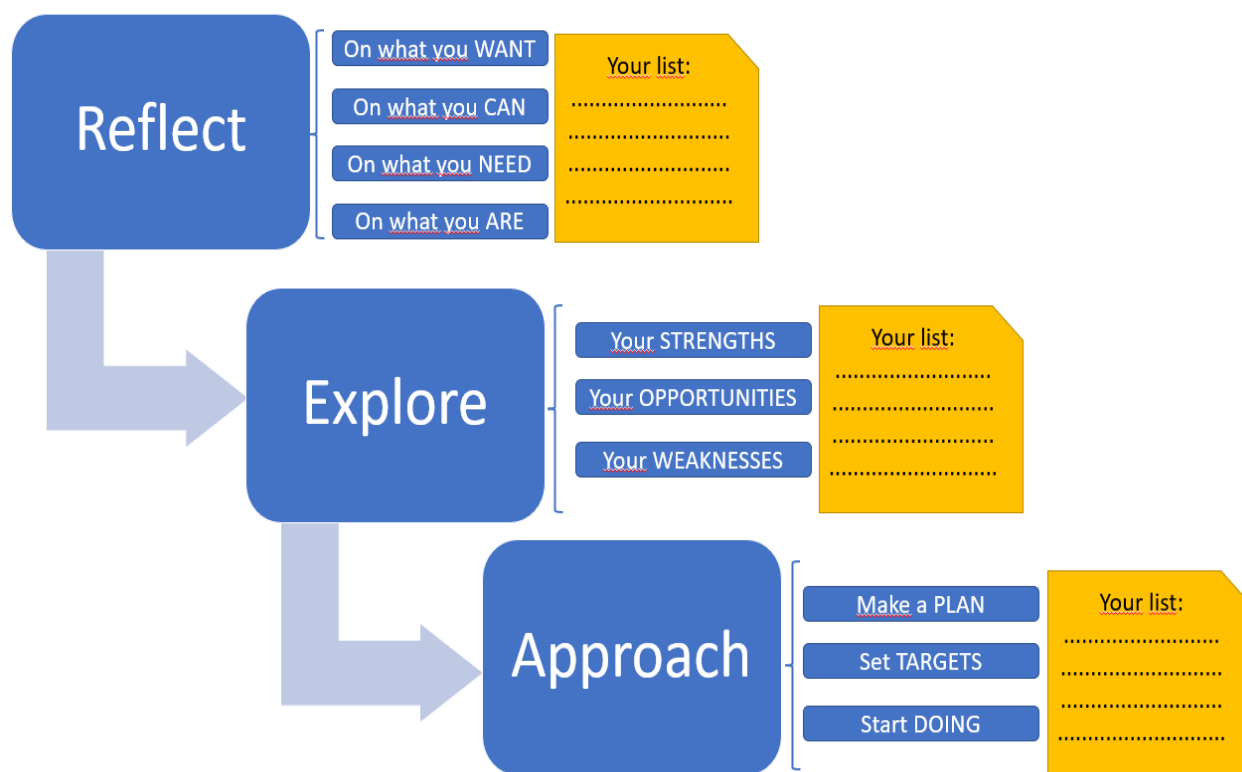 Reflect
On what you WANT
On what you CAN
On what you NEED
On what you ARE
Your list:
..........................
...........................
...........................
............................
Explore
Your STRENGTHS
Your OPPORTUNITIES
Your WEAKNESSES
Your list:
..........................
...........................
...........................
............................
Approach
Make a PLAN
Set TARGETS
Start DOING
Your list:
..........................
...........................
...........................
............................